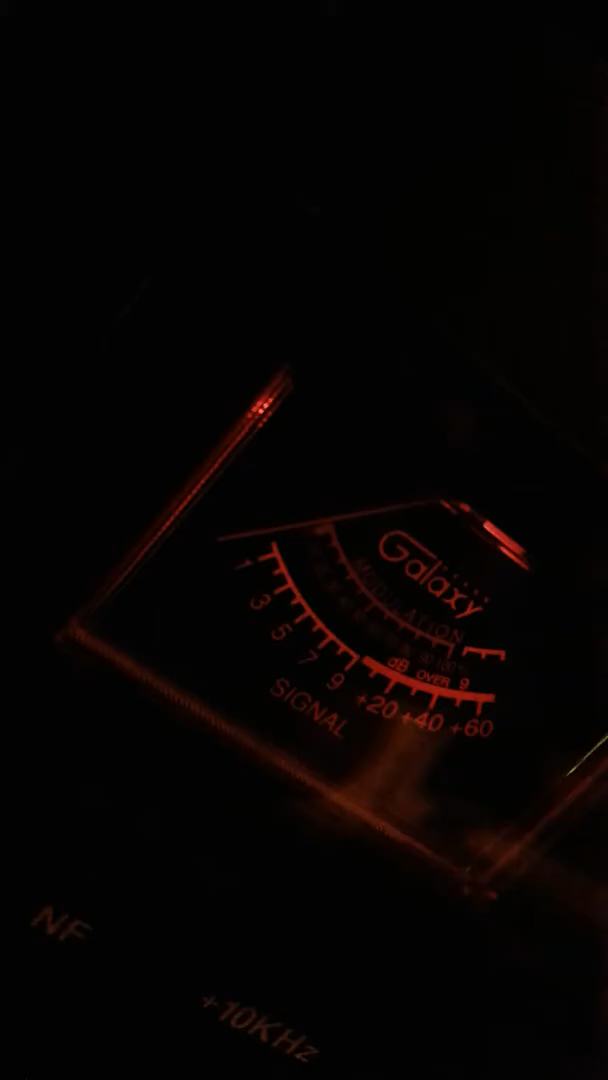 Galaxy
MODULATION
1 3 5 7 9 +20 +40 +60
dB OVER 9
SIGNAL
NF
+10KHz